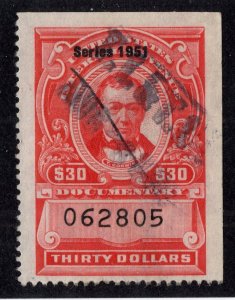 Series 1951
$30 $30
DOCUMENTARY
062805
THIRTY DOLLARS